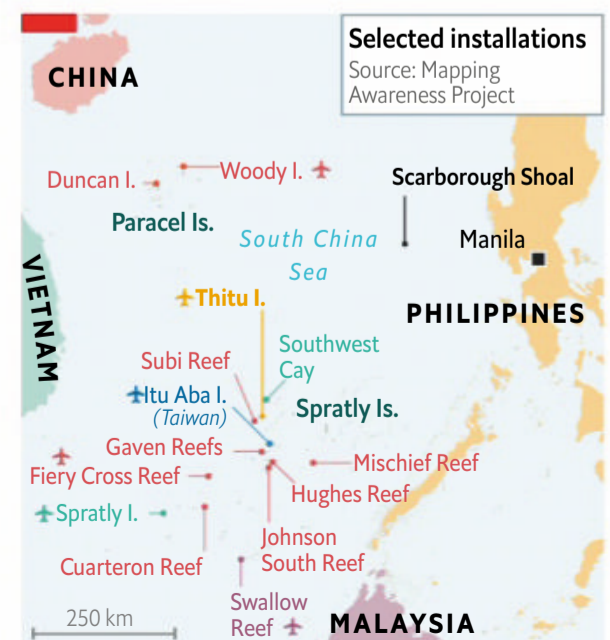 Selected installations
Source: Mapping
Awareness Project
CHINA
Woody I.
Duncan I.
Scarborough Shoal
Paracel Is.
South China
Sea
Manila
VIETNAM
Thitu I.
PHILIPPINES
Southwest
Cay
Subi Reef
Itu Aba I.
(Taiwan)
Spratly Is.
Gaven Reefs
Mischief Reef
Fiery Cross Reef
Hughes Reef
Spratly I.
Johnson
South Reef
Cuarteron Reef
Swallow
Reef
250 km
MALAYSIA